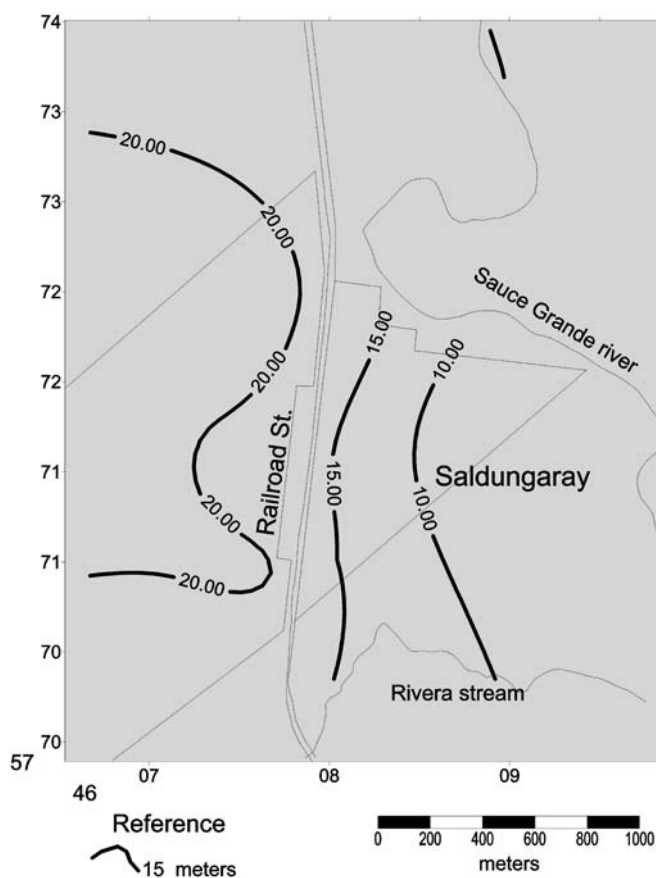 74
73
20.00
73
20.00
72
Sauce Grande river
15.00
10.00
20.00
72
Railroad St.
71
15.00
Saldungaray
10.00
20.00
71
20.00
70
Rivera stream
70
57
07
08
09
46
Reference
15 meters
0 200 400 600 800 1000
meters